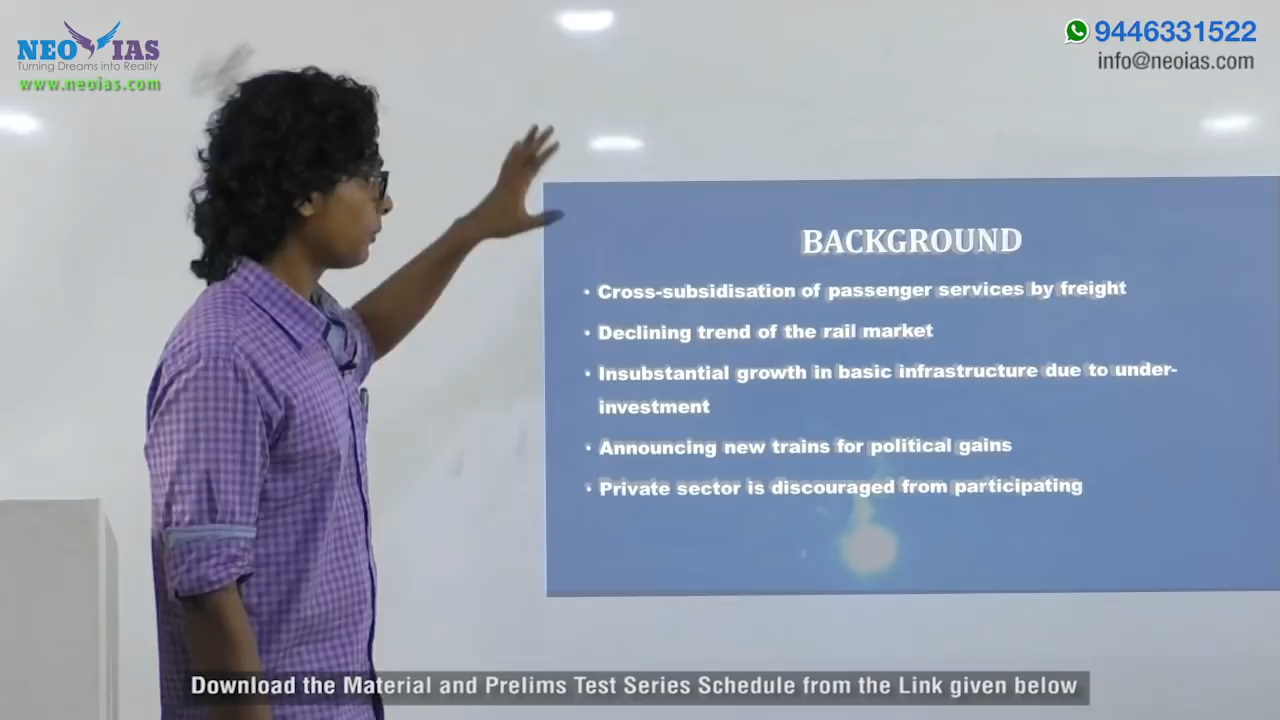 NEO IAS
Turning Dreams into Reality
www.neoias.com
9446331522
info@neoias.com
BACKGROUND
• Cross-subsidisation of passenger services by freight
• Declining trend of the rail market
• Insubstantial growth in basic infrastructure due to under-
investment
• Announcing new trains for political gains
• Private sector is discouraged from participating
Download the Material and Prelims Test Series Schedule from the Link given below